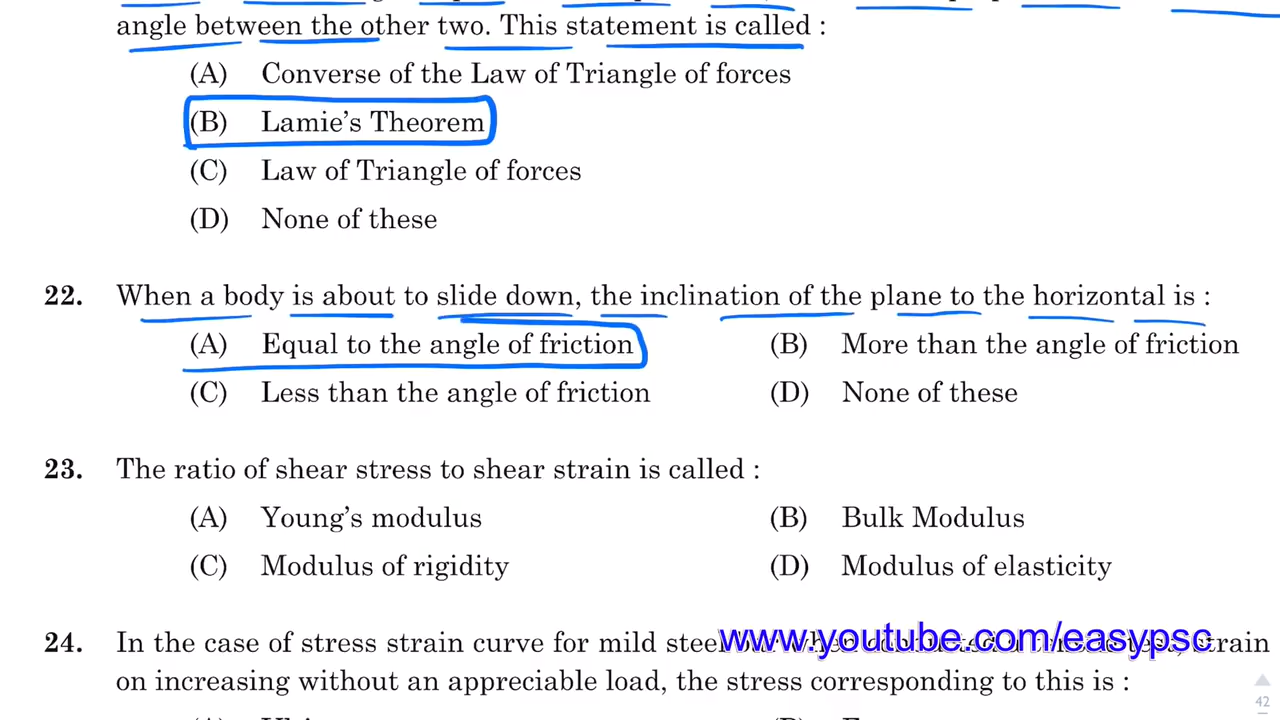 angle between the other two. This statement is called :
(A) Converse of the Law of Triangle of forces
(B) Lamie's Theorem
(C) Law of Triangle of forces
(D) None of these
22. When a body is about to slide down, the inclination of the plane to the horizontal is :
(A) Equal to the angle of friction (B) More than the angle of friction
(C) Less than the angle of friction (D) None of these
23. The ratio of shear stress to shear strain is called :
(A) Young's modulus (B) Bulk Modulus
(C) Modulus of rigidity (D) Modulus of elasticity
24. In the case of stress strain curve for mild steel strain
www.youtube.com/easypsc
on increasing without an appreciable load, the stress corresponding to this is :
42